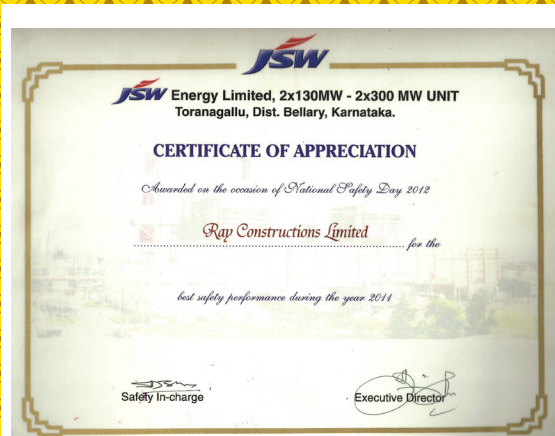 JSW
JSW Energy Limited, 2x130MW - 2x300 MW UNIT
Toranagallu, Dist. Bellary, Karnataka.
CERTIFICATE OF APPRECIATION
Awarded on the occasion of National Safety Day 2012
Ray Constructions Limited
for the
best safety performance during the year 2011
Safety In-charge Executive Director